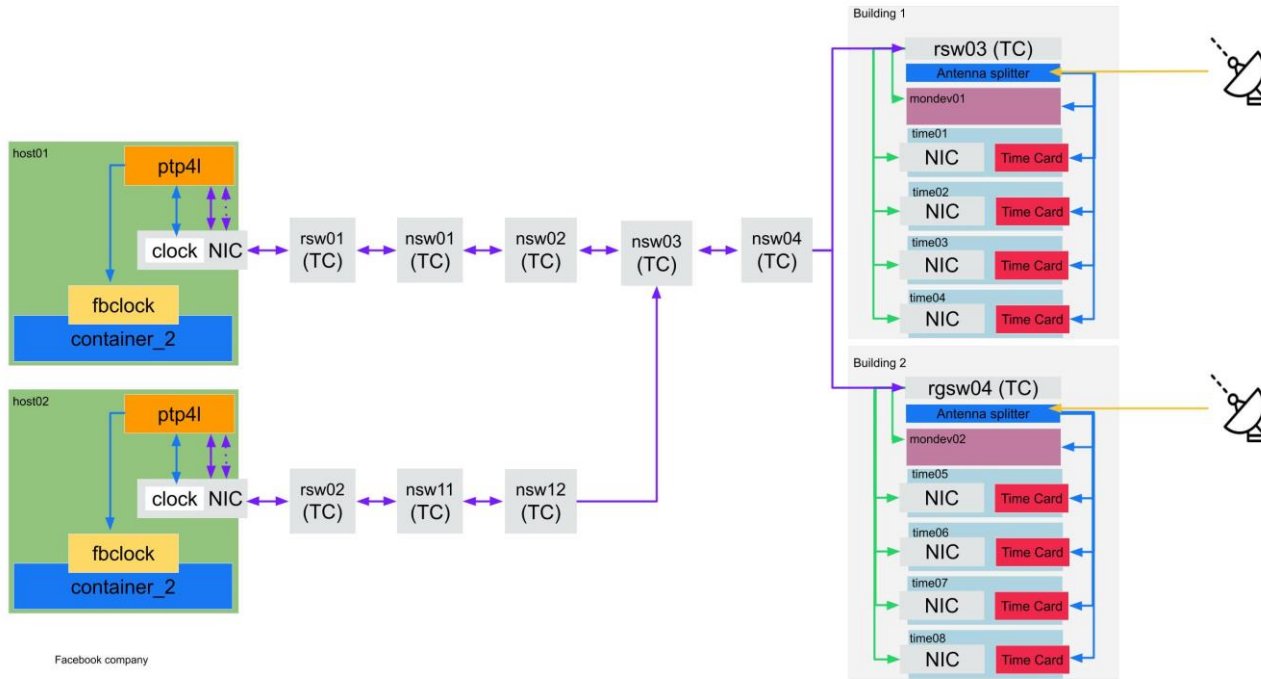 host01
ptp4l
clock NIC
fbclock
container_2
host02
ptp4l
clock NIC
fbclock
container_2
rsw01
(TC)
nsw01
(TC)
nsw02
(TC)
nsw03
(TC)
nsw04
(TC)
rsw02
(TC)
nsw11
(TC)
nsw12
(TC)
Building 1
rsw03 (TC)
Antenna splitter
mondev01
time01
NIC Time Card
time02
NIC Time Card
time03
NIC Time Card
time04
NIC Time Card
Building 2
rgsw04 (TC)
Antenna splitter
mondev02
time05
NIC Time Card
time06
NIC Time Card
time07
NIC Time Card
time08
NIC Time Card
Facebook company